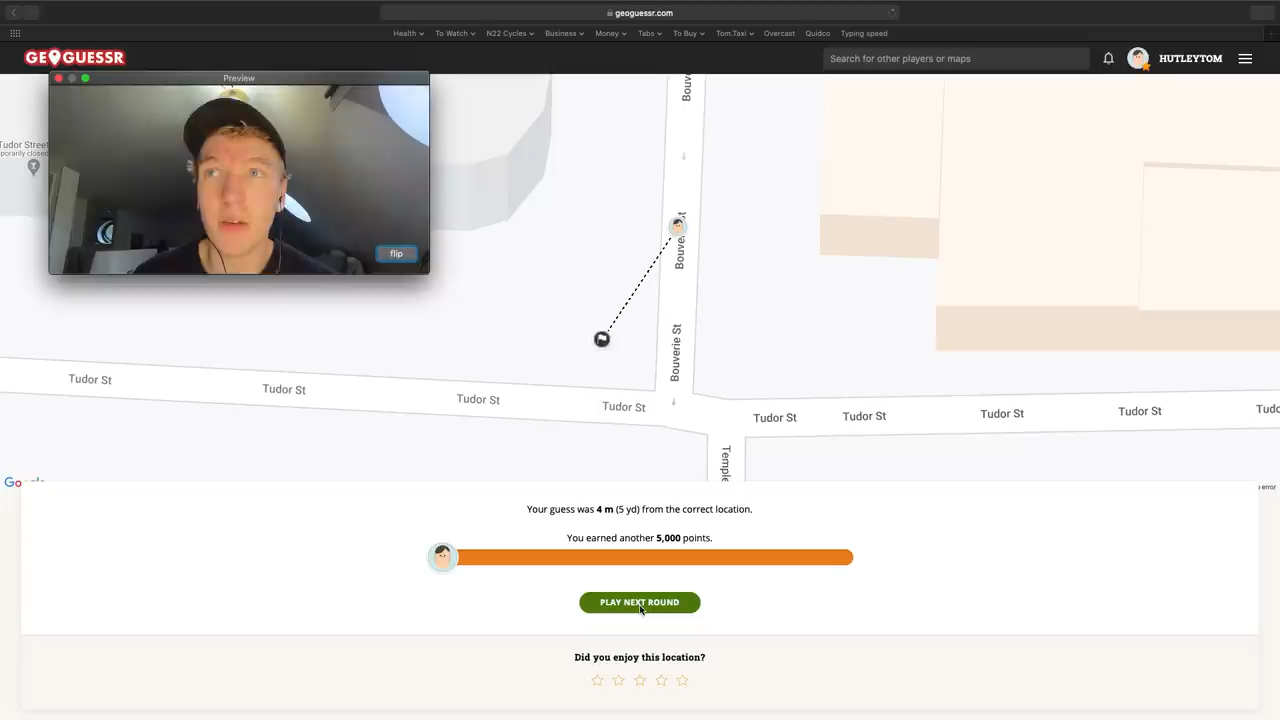 geoguessr.com
Health
To Watch
N22 Cycles
Business
Money
Tabs
To Buy
Tom.Taxi
Overcast
Quidco
Typing speed
GEOGUESSR
Search for other players or maps
HUTLEYTOM
Preview
flip
Tudor Street
Bouverie St
Tudor St
Tudor St
Tudor St
Tudor St
Tudor St
Tudor St
Tudor St
Tudor St
Temple
Your guess was 4 m (5 yd) from the correct location.
You earned another 5,000 points.
PLAY NEXT ROUND
Did you enjoy this location?